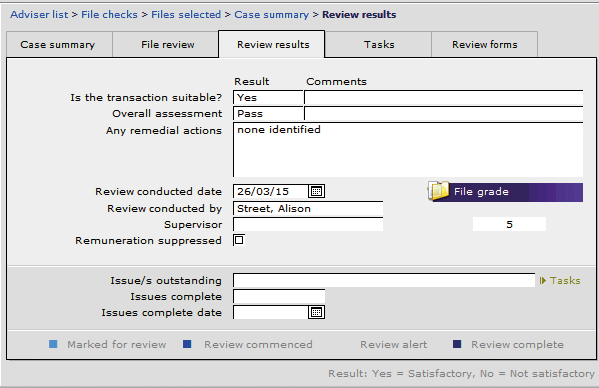 Adviser list > File checks > Files selected > Case summary > Review results
Case summary File review Review results Tasks Review forms
Result Comments
Is the transaction suitable? Yes
Overall assessment Pass
Any remedial actions none identified
Review conducted date 26/03/15 File grade
Review conducted by Street, Alison
Supervisor 5
Remuneration suppressed
Issue/s outstanding Tasks
Issues complete
Issues complete date
Marked for review Review commenced Review alert Review complete
Result: Yes = Satisfactory, No = Not satisfactory